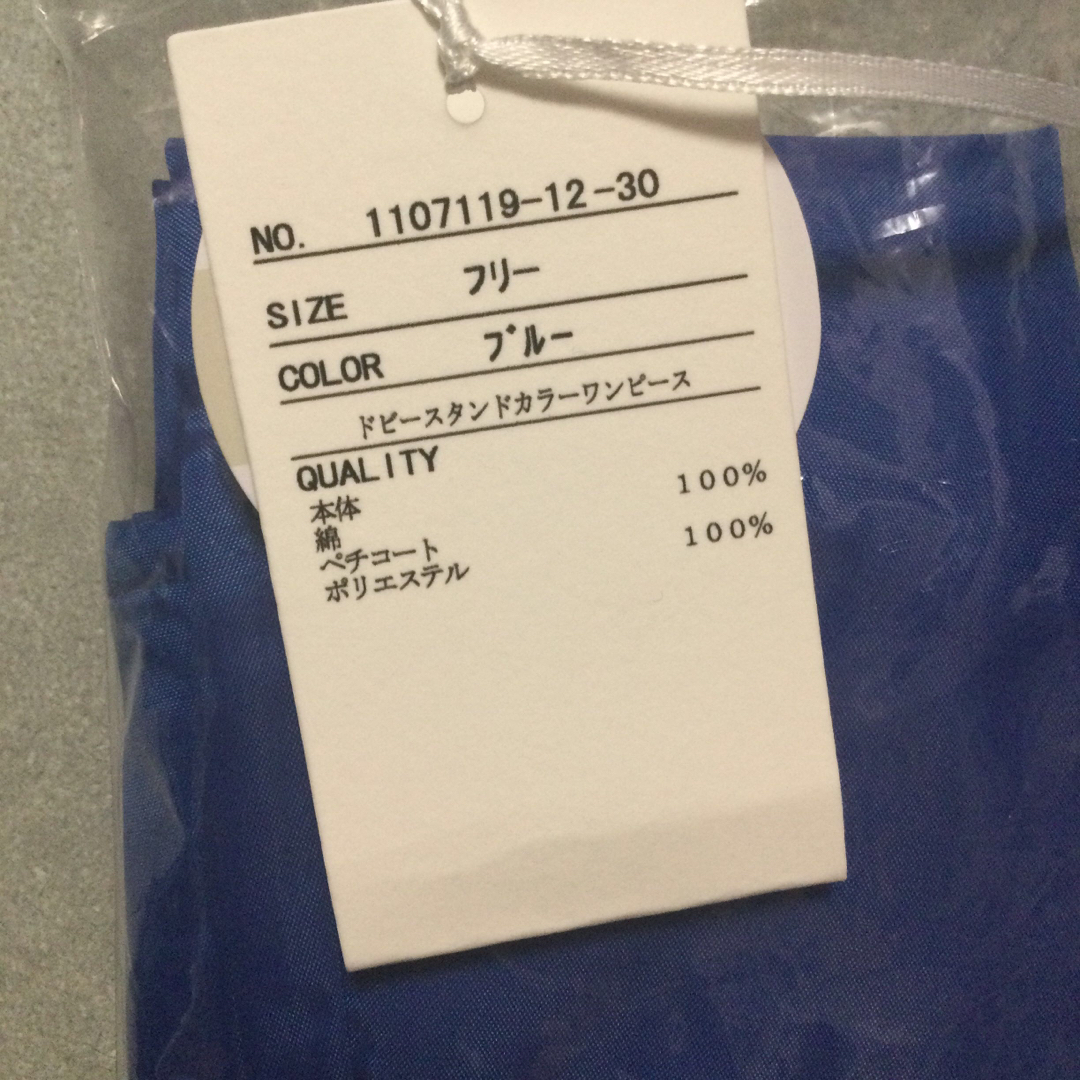 NO. 1107119-12-30
SIZE フリー
COLOR ブルー
ドビースタンドカラーワンピース
QUALITY
本体
綿 100%
ペチコート
ポリエステル 100%